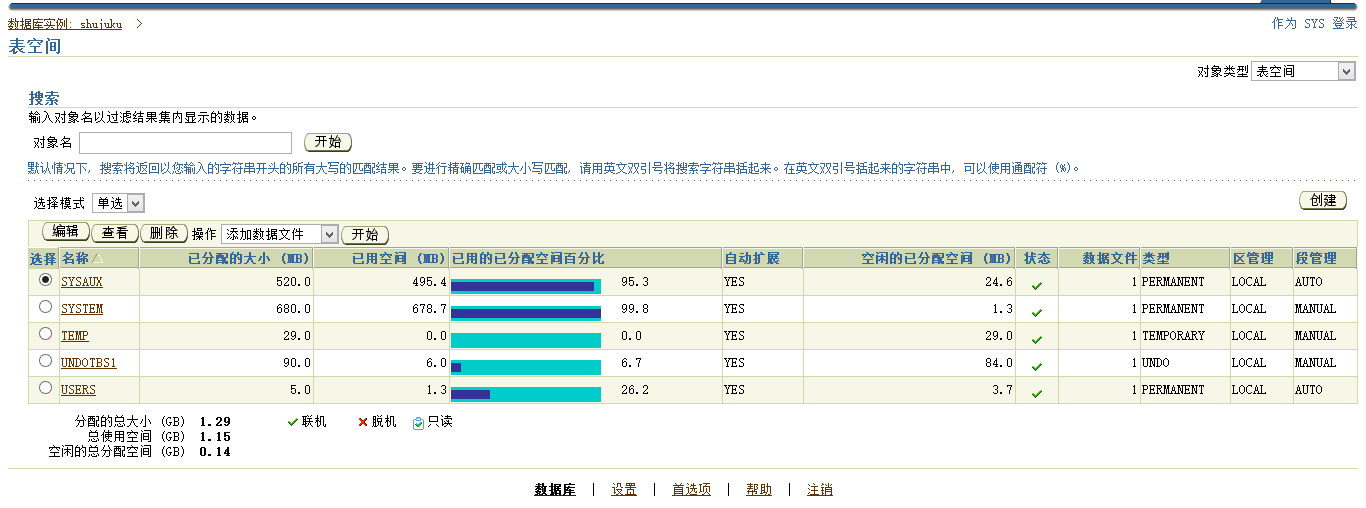 数据库实例: shujuku >
作为 SYS 登录
表空间
对象类型 表空间
搜索
输入对象名以过滤结果集内显示的数据。
对象名 开始
默认情况下, 搜索将返回以您输入的字符串开头的所有大写的匹配结果。要进行精确匹配或大小写匹配, 请用英文双引号将搜索字符串括起来。在英文双引号括起来的字符串中, 可以使用通配符 (%)。
选择模式 单选 创建
编辑 查看 删除 操作 添加数据文件 开始
选择 名称 已分配的大小 (MB) 已用空间 (MB) 已用的已分配空间百分比 自动扩展 空闲的已分配空间 (MB) 状态 数据文件 类型 区管理 段管理
SYSAUX 520.0 495.4 95.3 YES 24.6 1 PERMANENT LOCAL AUTO
SYSTEM 680.0 678.7 99.8 YES 1.3 1 PERMANENT LOCAL MANUAL
TEMP 29.0 0.0 0.0 YES 29.0 1 TEMPORARY LOCAL MANUAL
UNDOTBS1 90.0 6.0 6.7 YES 84.0 1 UNDO LOCAL MANUAL
USERS 5.0 1.3 26.2 YES 3.7 1 PERMANENT LOCAL AUTO
分配的总大小 (GB) 1.29 联机 脱机 只读
总使用空间 (GB) 1.15
空闲的总分配空间 (GB) 0.14
数据库 | 设置 | 首选项 | 帮助 | 注销